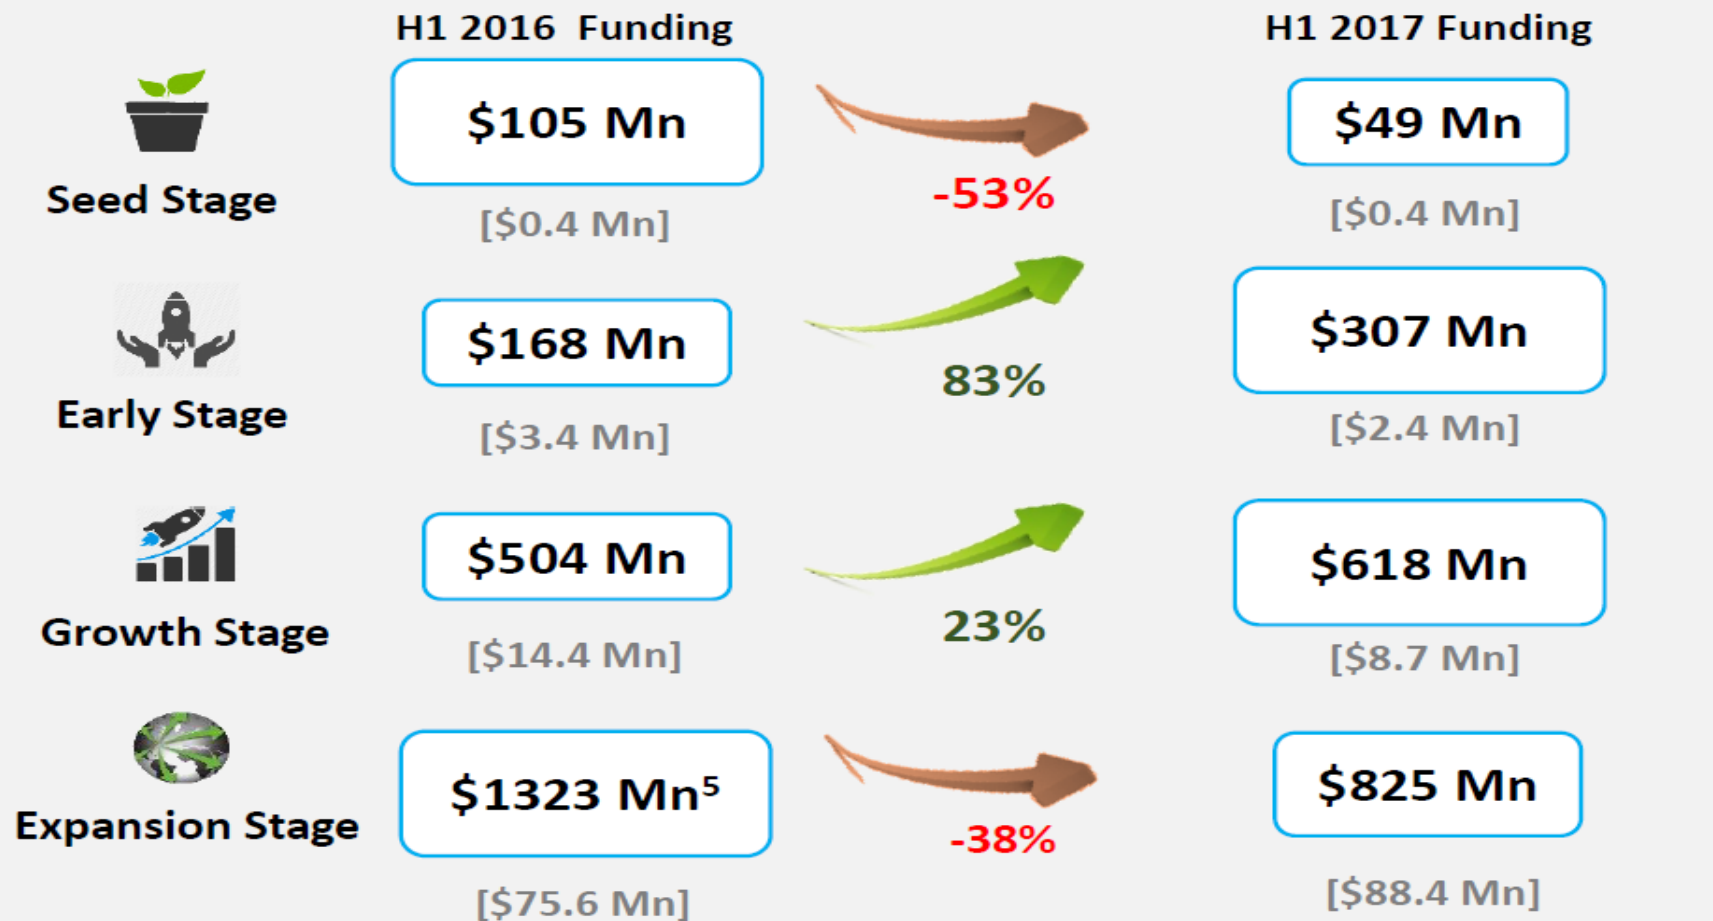 H1 2016  Funding
H1 2017 Funding
$105 Mn
$49 Mn
Seed Stage
-53%
[$0.4 Mn]
[$0.4 Mn]
$168 Mn
$307 Mn
Early Stage
83%
[$3.4 Mn]
[$2.4 Mn]
$504 Mn
$618 Mn
Growth Stage
23%
[$14.4 Mn]
[$8.7 Mn]
$1323 Mn⁵
$825 Mn
Expansion Stage
-38%
[$75.6 Mn]
[$88.4 Mn]